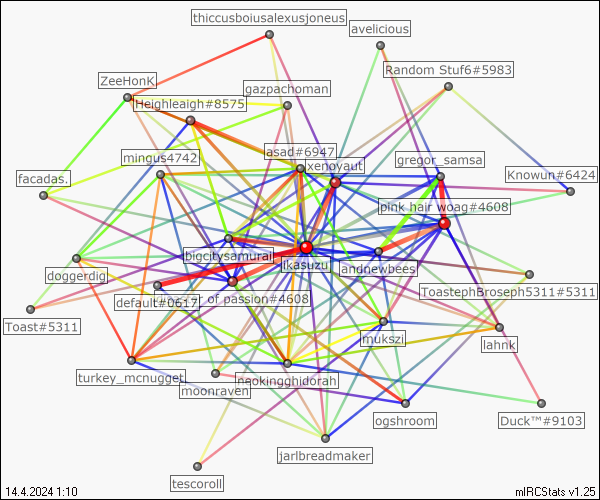 thiccusboiusalexusjoneus
avelicious
Random Stuf6#5983
ZeeHonK
gazpachoman
Heighleigh#8575
asad#6947
mingus4742
xenoyaut
gregor_samsa
Knowun#6424
facadas.
pink hair woag#4608
bigcitysamurai
ikasuzu
andnewbees
doggerdig
default#0617
of passion#4608
ToastephBroseph5311#5311
Toast#5311
mukszi
lahnk
turkey_mcnugget
neokingghidorah
moonraven
ogshroom
Duck™#9103
jarlbreadmaker
tescoroll
14.4.2024 1:10
mIRCStats v1.25